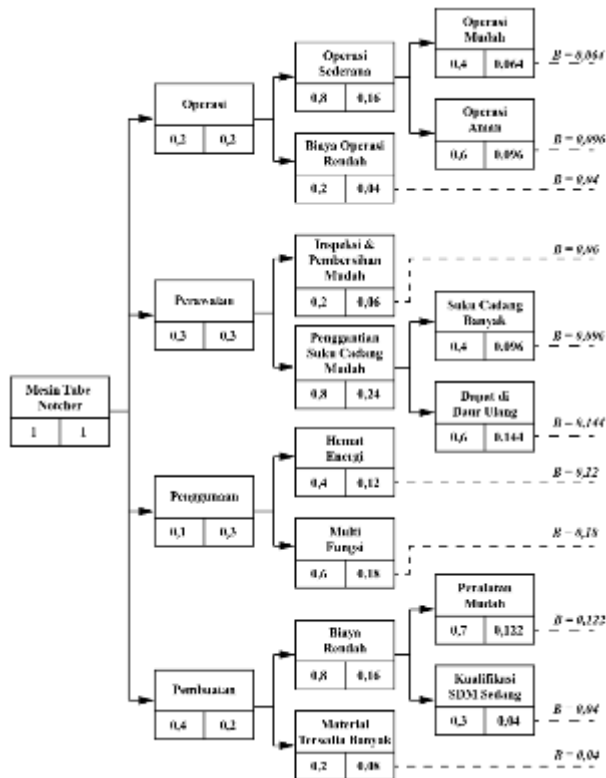 Operasi
Mudah
0,4 0.064
B = 0,064
Operasi
Sederana
0,8 0,16
Operasi
0,2 0,2
Operasi
Aman
0,6 0.096
B = 0,096
Biaya Operasi
Rendah
0,2 0,04
B = 0,04
Inspeksi &
Pembersihan
Mudah
0,2 0,06
B = 0,06
Perawatan
0,3 0,3
Suku Cadang
Banyak
0,4 0,096
B = 0,096
Penggantian
Suku Cadang
Mudah
0,8 0,24
Mesin Tube
Notcher
1 1
Dapat di
Daur Ulang
0,6 0.144
B = 0,144
Hemat
Energi
0,4 0,12
B = 0,12
Penggunaan
0,3
Multi
Fungsi
0,6 0,18
B = 0,18
Peralatan
Mudah
0,7 0,122
B = 0,122
Biaya
Rendah
0,8 0,16
Pembuatan
0,4 0,2
Kualifikasi
SDM Sedang
0,3 0,04
B = 0,04
Material
Banyak
0,2 0,08
B = 0,04